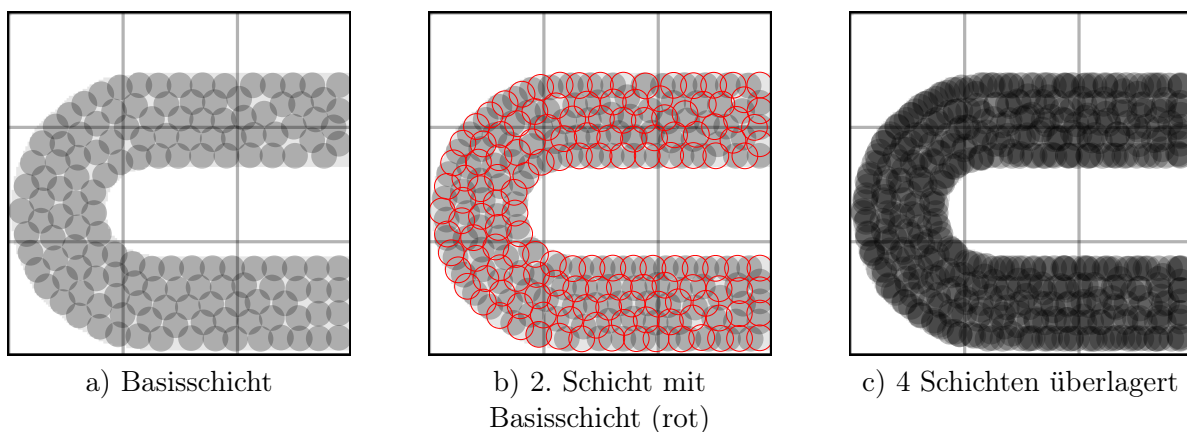 a) Basisschicht
b) 2. Schicht mit
Basisschicht (rot)
c) 4 Schichten überlagert